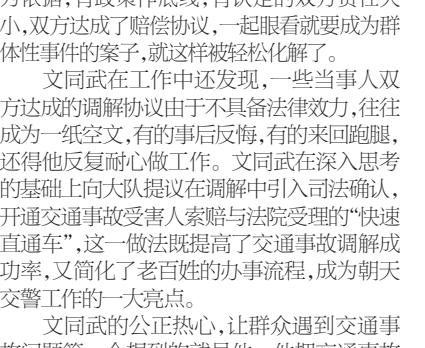 小,双方达成了赔偿协议,一起眼看就要成为群
体性事件的案子,就这样被轻松化解了。
文同武在工作中还发现,一些当事人双
方达成的调解协议由于不具备法律效力,往往
成为一纸空文,有的事后反悔,有的来回跑腿,
还得他反复耐心做工作。文同武在深入思考
的基础上向大队提议在调解中引入司法确认,
开通交通事故受害人索赔与法院受理的“快速
直通车”,这一做法既提高了交通事故调解成
功率,又简化了老百姓的办事流程,成为朝天
交警工作的一大亮点。
文同武的公正热心,让群众遇到交通事